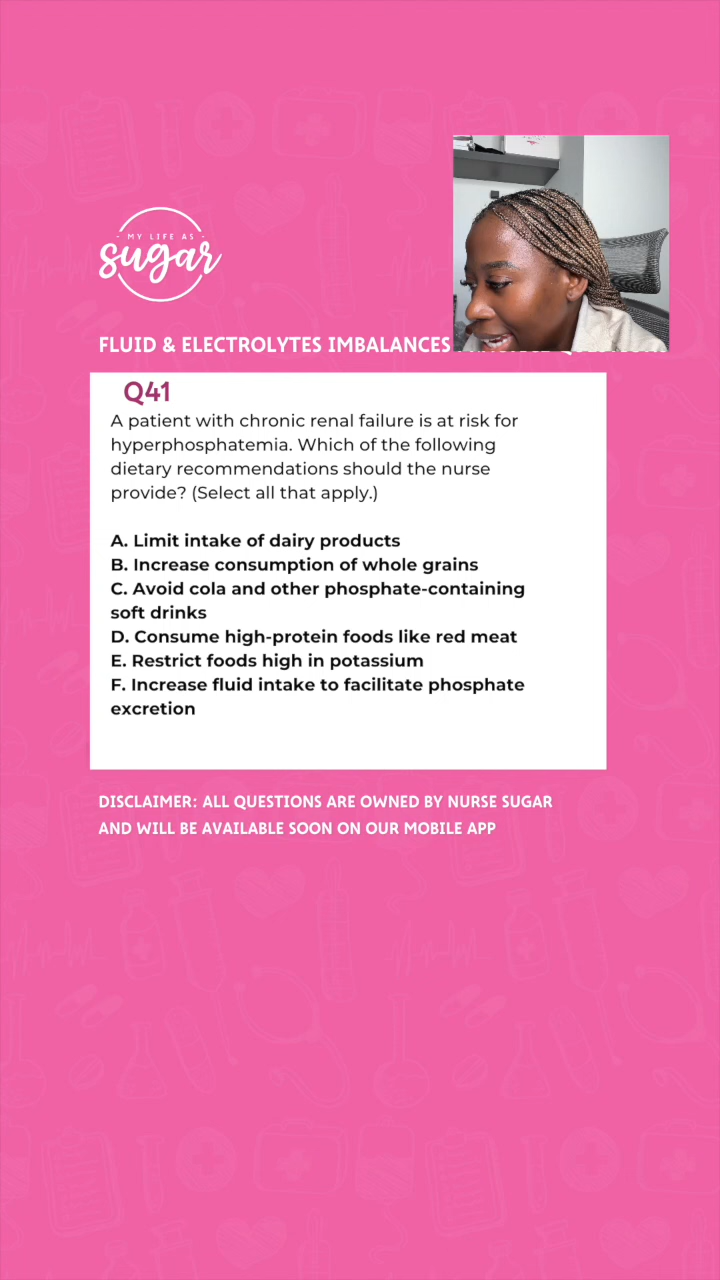 - MY LIFE AS -
sugar
FLUID & ELECTROLYTES IMBALANCES
Q41
A patient with chronic renal failure is at risk for
hyperphosphatemia. Which of the following
dietary recommendations should the nurse
provide? (Select all that apply.)
A. Limit intake of dairy products
B. Increase consumption of whole grains
C. Avoid cola and other phosphate-containing
soft drinks
D. Consume high-protein foods like red meat
E. Restrict foods high in potassium
F. Increase fluid intake to facilitate phosphate
excretion
DISCLAIMER: ALL QUESTIONS ARE OWNED BY NURSE SUGAR
AND WILL BE AVAILABLE SOON ON OUR MOBILE APP